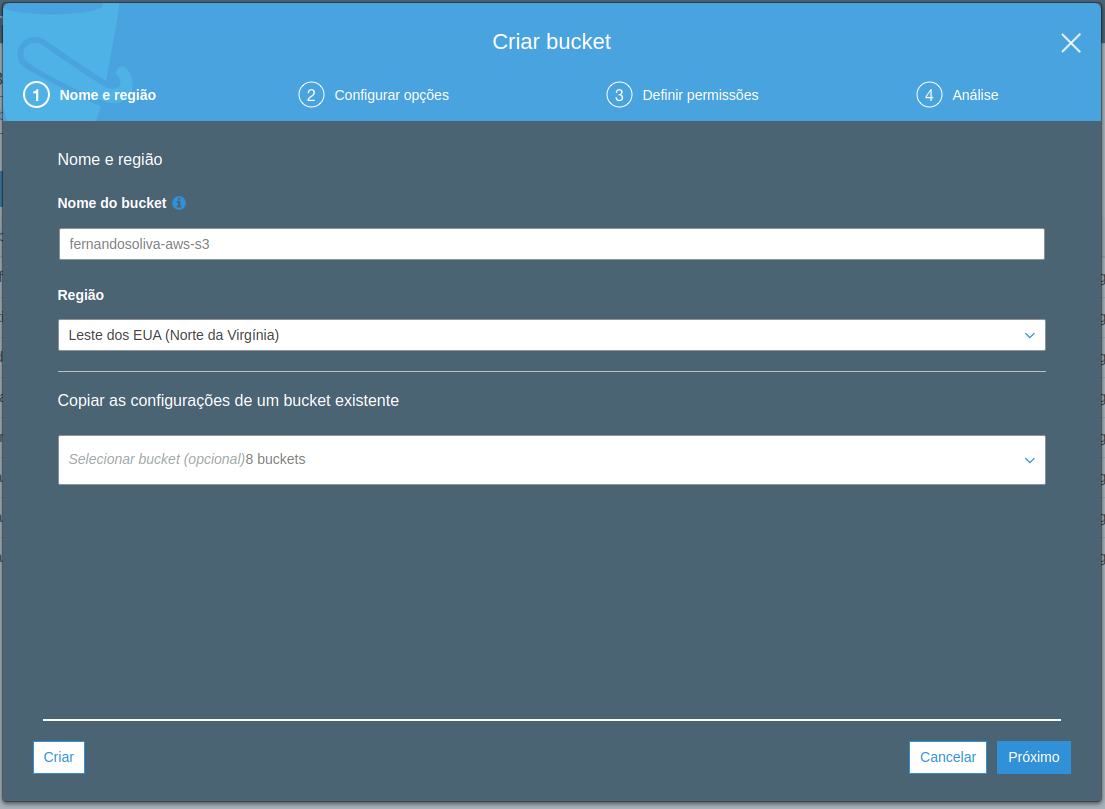 Criar bucket
1 Nome e região
2 Configurar opções
3 Definir permissões
4 Análise
Nome e região
Nome do bucket
fernandosoliva-aws-s3
Região
Leste dos EUA (Norte da Virgínia)
Copiar as configurações de um bucket existente
Selecionar bucket (opcional)8 buckets
Criar
Cancelar
Próximo